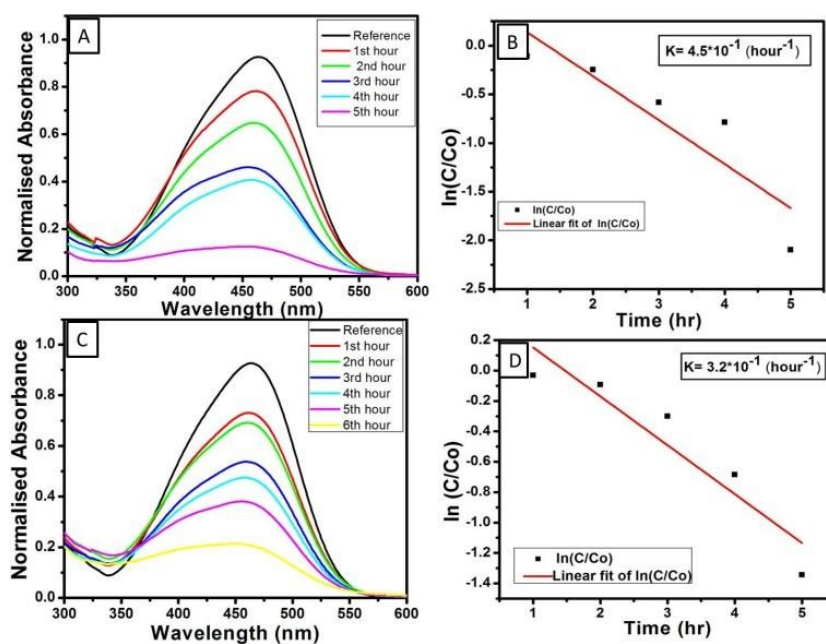 A
Normalised Absorbance
1.0
0.8
0.6
0.4
0.2
0.0
Reference
1st hour
2nd hour
3rd hour
4th hour
5th hour
300 350 400 450 500 550 600
Wavelength (nm)
B
ln(C/Co)
0.0
-0.5
-1.0
-1.5
-2.0
-2.5
K= 4.5*10-1 (hour-1)
ln(C/Co)
Linear fit of ln(C/Co)
1 2 3 4 5
Time (hr)
C
Normalised Absorbance
1.0
0.8
0.6
0.4
0.2
0.0
Reference
1st hour
2nd hour
3rd hour
4th hour
5th hour
6th hour
300 350 400 450 500 550 600
Wavelength (nm)
D
ln (C/Co)
0.2
0.0
-0.2
-0.4
-0.6
-0.8
-1.0
-1.2
-1.4
K= 3.2*10-1 (hour-1)
ln(C/Co)
Linear fit of ln(C/Co)
1 2 3 4 5
Time (hr)